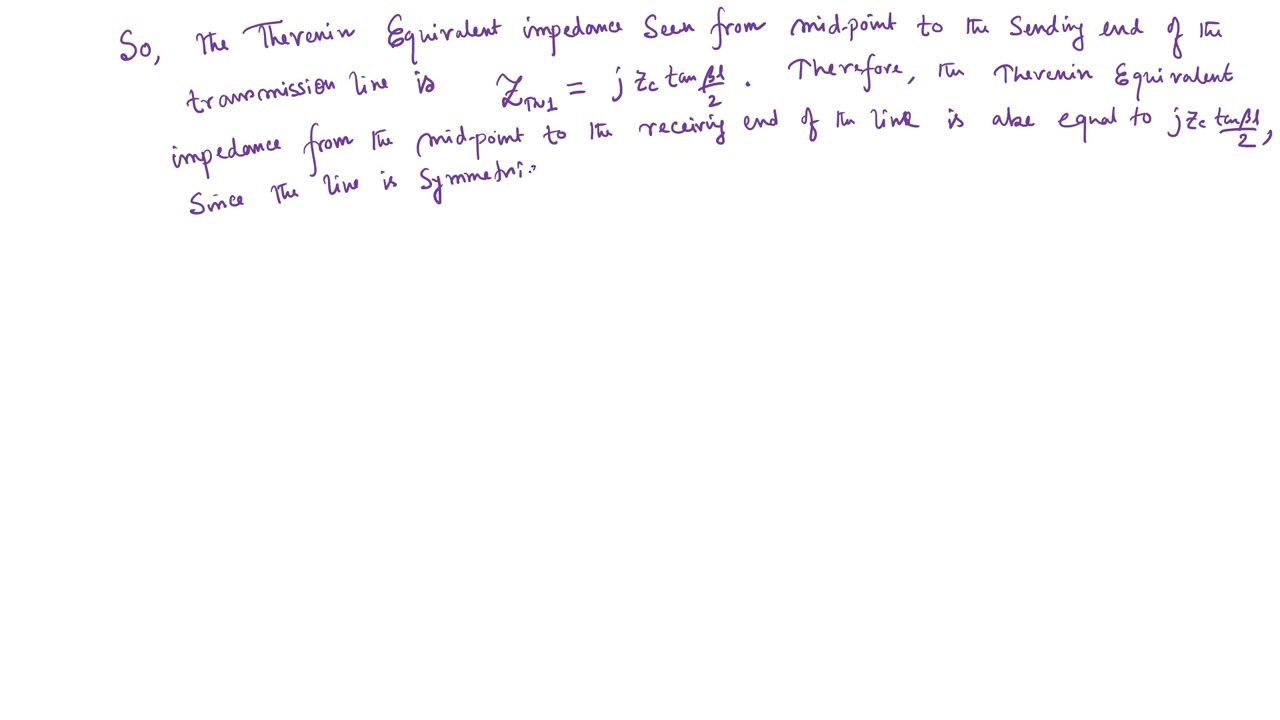 So, the Thevenin Equivalent impedance Seen from mid-point to the Sending end of the
transmission line is Z_TH1 = j Zc tan βl/2 . Therefore, the Thevenin Equivalent
impedance from the mid-point to the receiving end of the line is also equal to j Zc tan βl/2,
Since the line is Symmetri